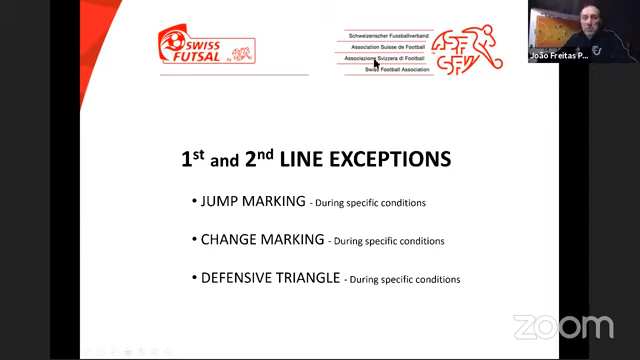 SWISS
FUTSAL
by
Schweizerischer Fussballverband
Association Suisse de Football
Associazione Svizzera di Football
Swiss Football Association
ASF
SFV
João Freitas P...
1st and 2nd LINE EXCEPTIONS
• JUMP MARKING - During specific conditions
• CHANGE MARKING - During specific conditions
• DEFENSIVE TRIANGLE - During specific conditions
zoom